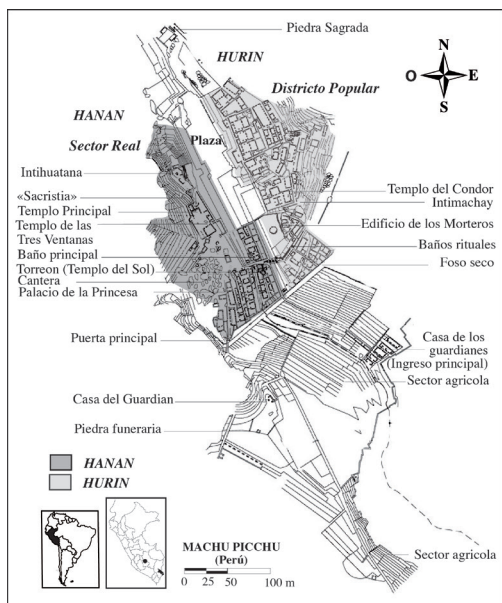 Piedra Sagrada
HURIN
Districto Popular
N
O
E
S
HANAN
Sector Real
Plaza
Intihuatana
«Sacristia»
Templo Principal
Templo de las
Tres Ventanas
Baño principal
Torreon (Templo del Sol)
Cantera
Palacio de la Princesa
Puerta principal
Casa del Guardian
Piedra funeraria
Templo del Condor
Intimachay
Edificio de los Morteros
Baños rituales
Foso seco
Casa de los
guardianes
(Ingreso principal)
Sector agricola
HANAN
HURIN
MACHU PICCHU
(Perú)
0 25 50 100 m
Sector agricola